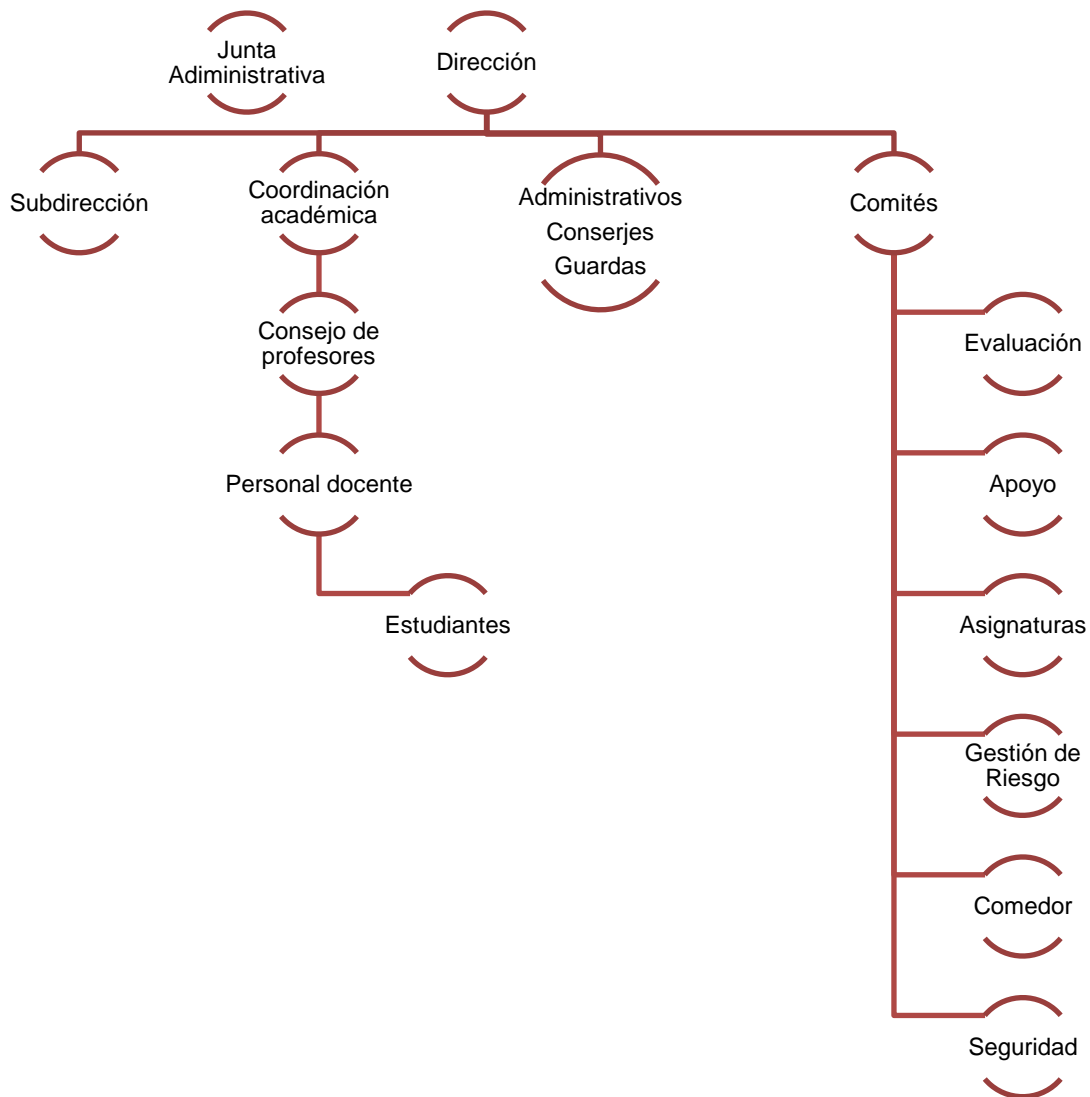 Junta
Adiministrativa
Dirección
Subdirección
Coordinación
académica
Administrativos
Conserjes
Guardas
Comités
Consejo de
profesores
Evaluación
Personal docente
Apoyo
Estudiantes
Asignaturas
Gestión de
Riesgo
Comedor
Seguridad